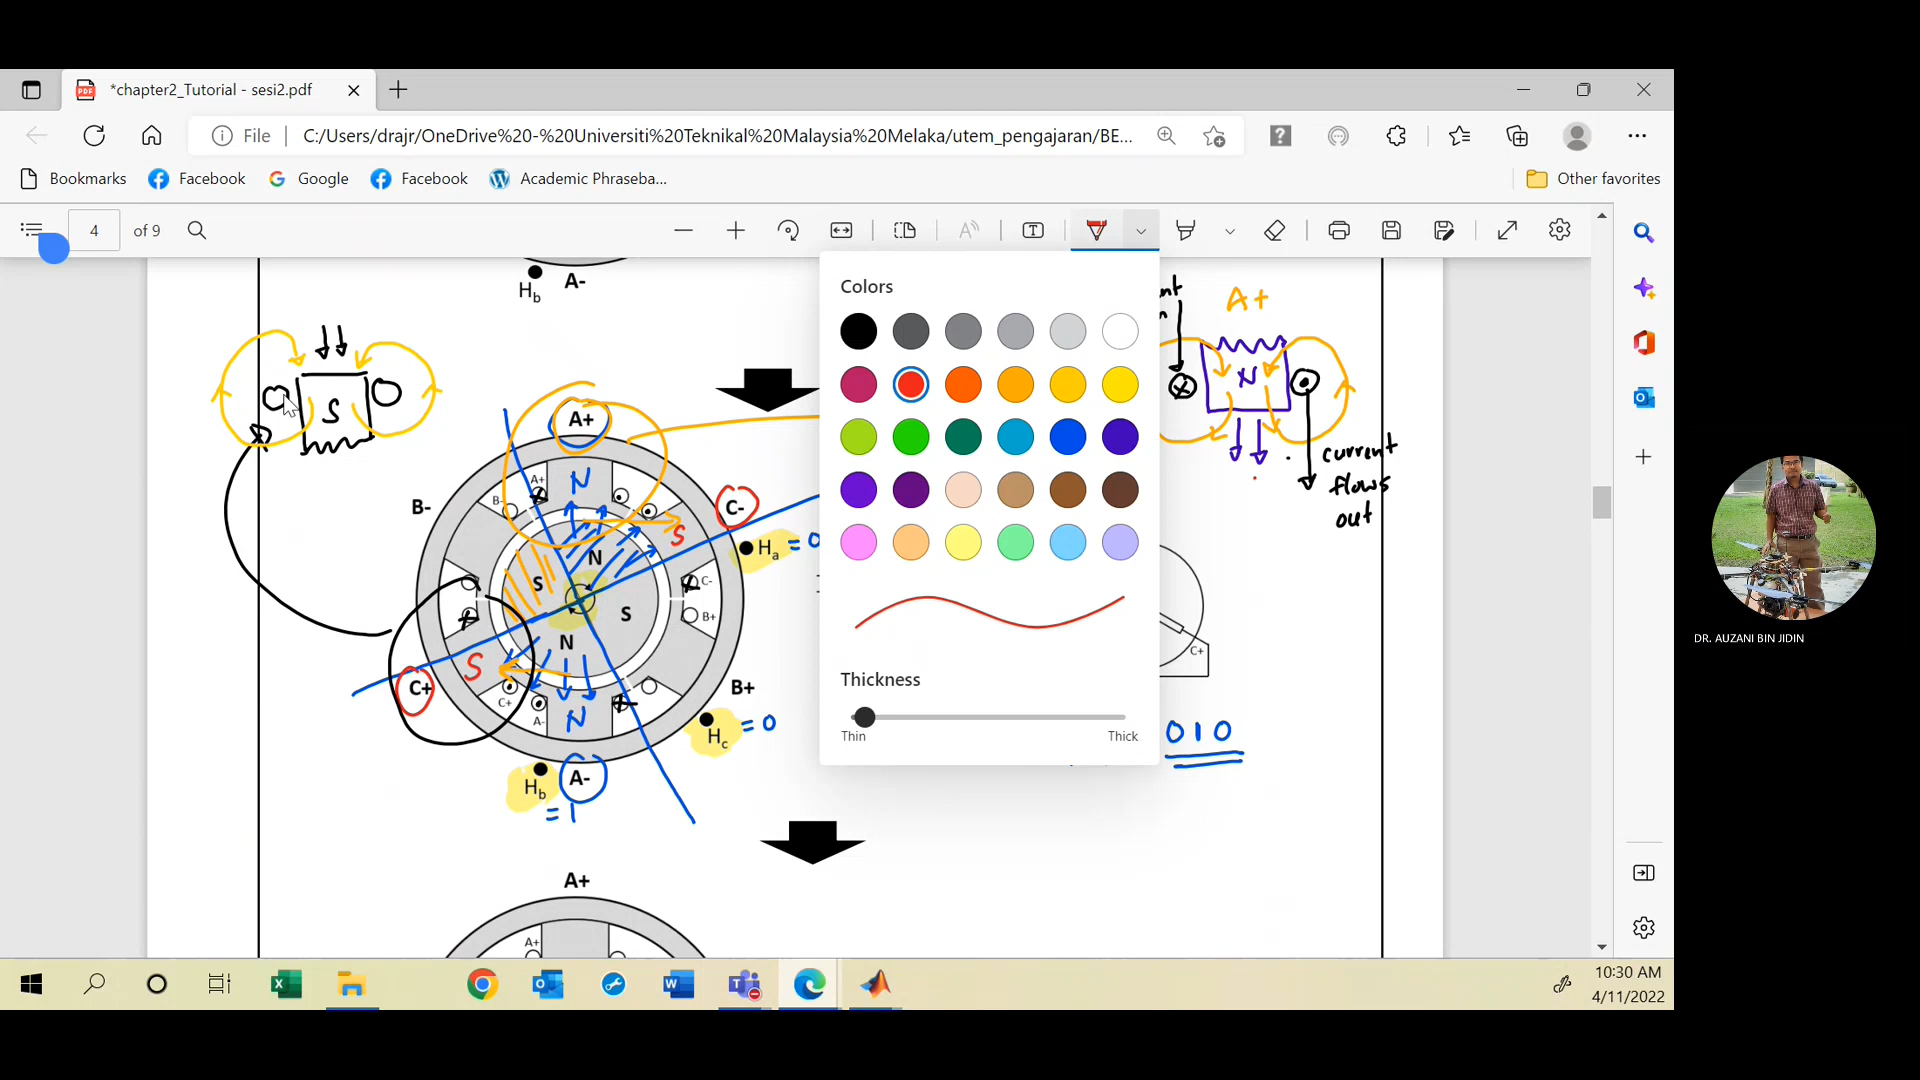 *chapter2_Tutorial - sesi2.pdf
File
C:/Users/drajr/OneDrive%20-%20Universiti%20Teknikal%20Malaysia%20Melaka/utem_pengajaran/BE...
Bookmarks
Facebook
Google
Facebook
Academic Phraseba...
Other favorites
4 of 9
Hb A-
Colors
Thickness
Thin Thick
A+
N
current
flows
out
S
A+
A+
N
B-
B-
C-
S
Ha = 0
N
S
S
C-
B+
N
S
C+
C+
A-
N
B+
Hc = 0
Hb A-
= 1
C+
010
A+
A+
DR. AUZANI BIN JIDIN
10:30 AM
4/11/2022